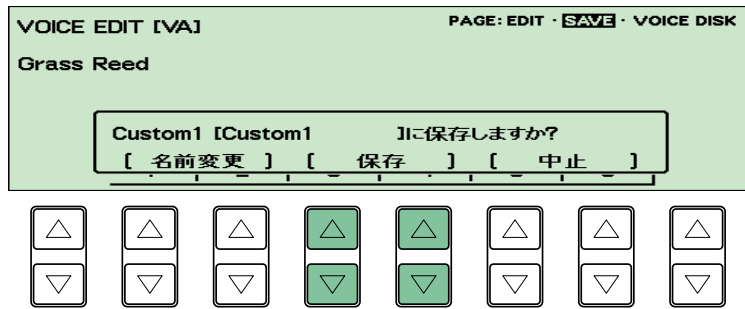 VOICE EDIT [VA]
PAGE: EDIT · SAVE · VOICE DISK
Grass Reed
Custom1 [Custom1 ]に保存しますか?
[ 名前変更 ] [ 保存 ] [ 中止 ]